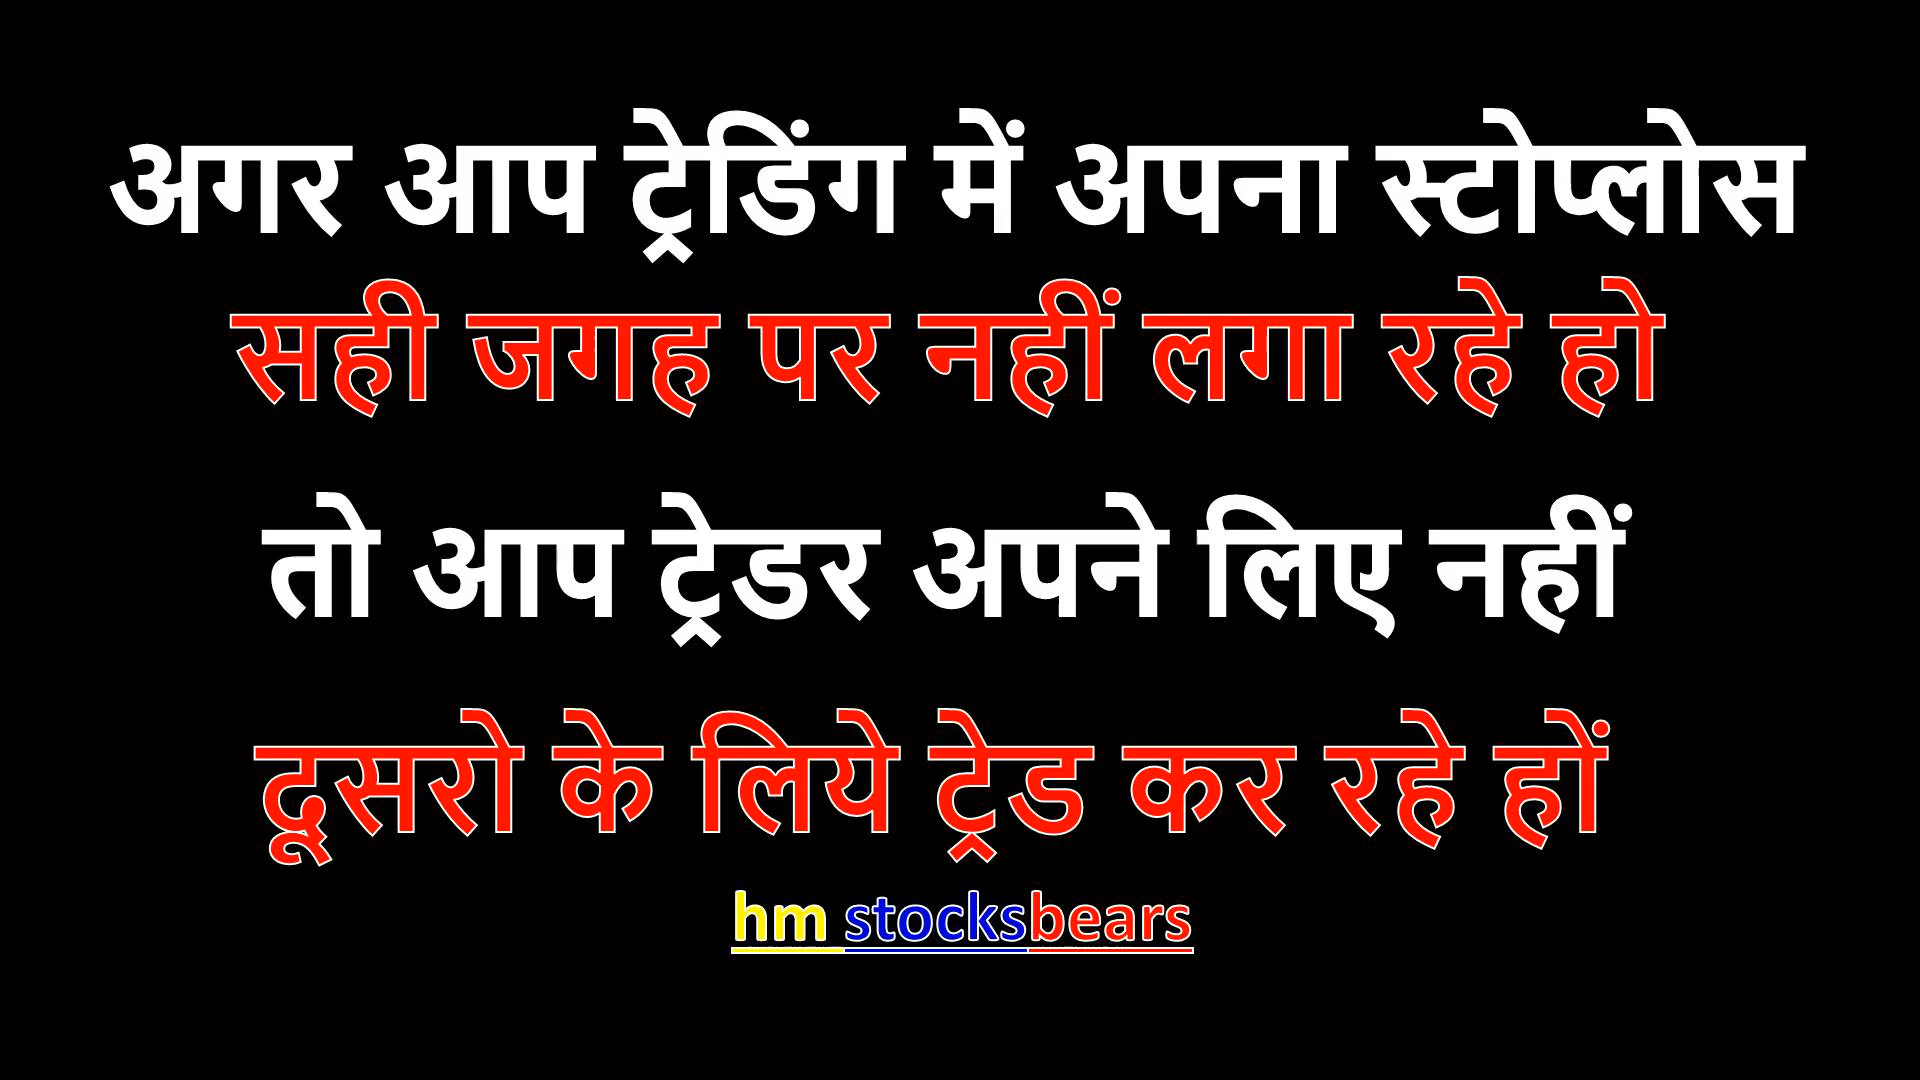 अगर आप ट्रेडिंग में अपना स्टोप्लोस
सही जगह पर नहीं लगा रहे हो
तो आप ट्रेडर अपने लिए नहीं
दूसरो के लिये ट्रेड कर रहे हों
hm stocksbears